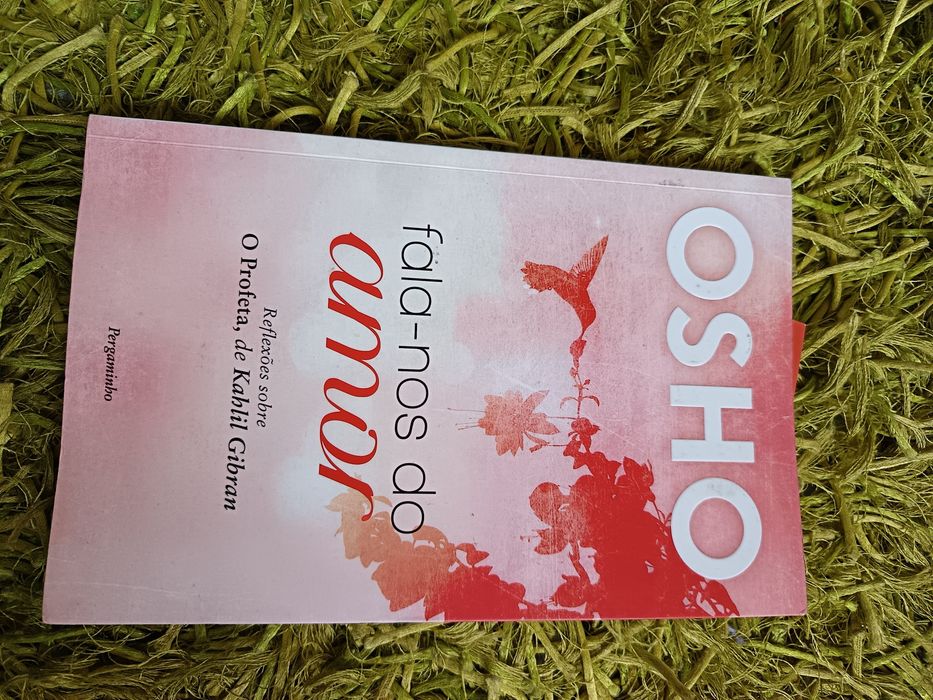 OSHO
fala-nos do
amor
Reflexões sobre
O Profeta, de Kahlil Gibran
Pergaminho